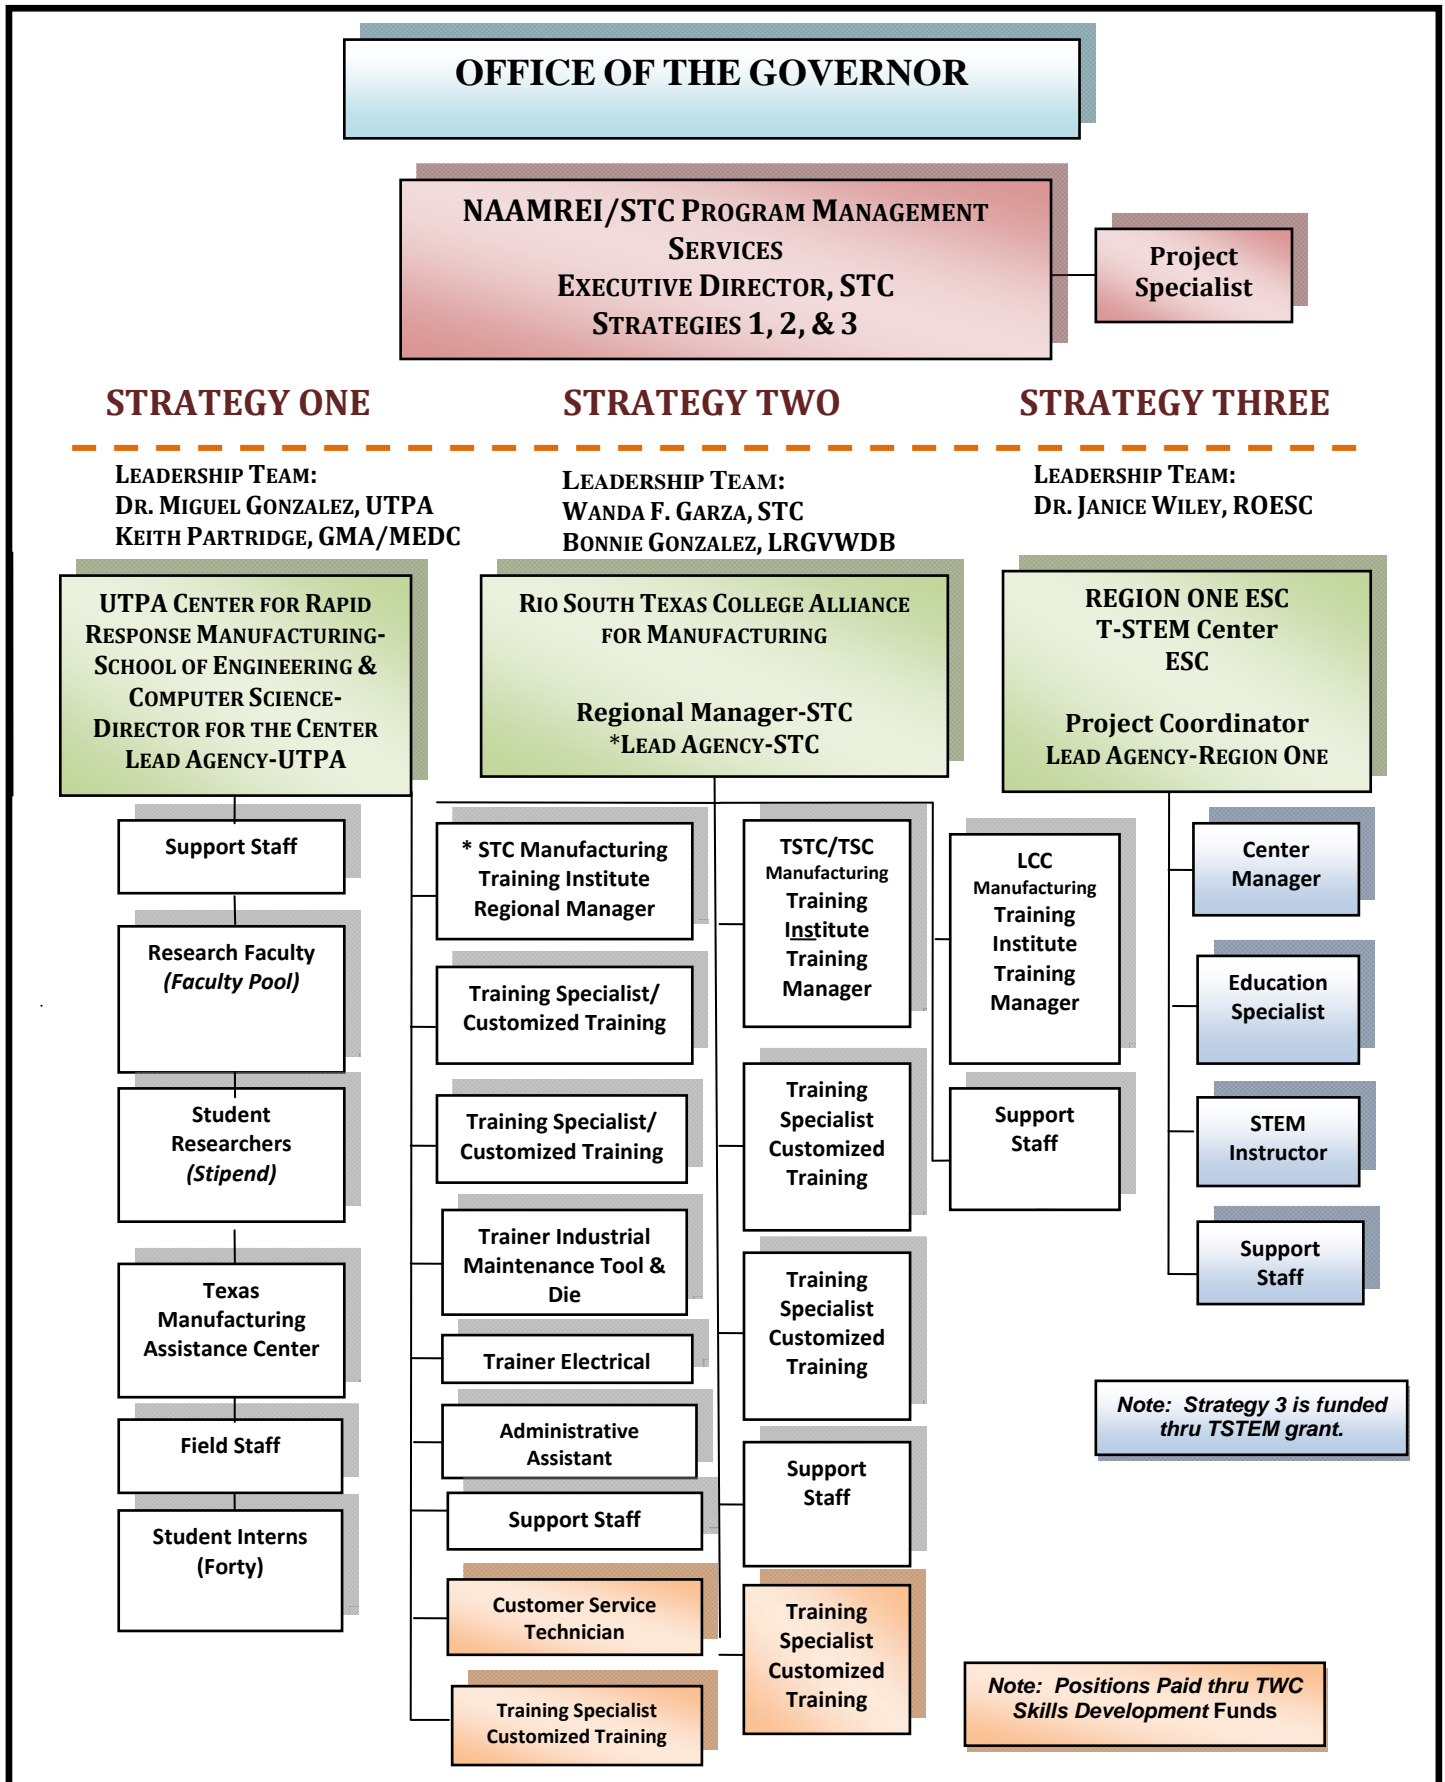 OFFICE OF THE GOVERNOR
NAAMREI/STC PROGRAM MANAGEMENT
SERVICES
EXECUTIVE DIRECTOR, STC
STRATEGIES 1, 2, & 3
Project
Specialist
STRATEGY ONE
STRATEGY TWO
STRATEGY THREE
LEADERSHIP TEAM:
DR. MIGUEL GONZALEZ, UTPA
KEITH PARTRIDGE, GMA/MEDC
LEADERSHIP TEAM:
WANDA F. GARZA, STC
BONNIE GONZALEZ, LRGVWDB
LEADERSHIP TEAM:
DR. JANICE WILEY, ROESC
UTPA CENTER FOR RAPID
RESPONSE MANUFACTURING-
SCHOOL OF ENGINEERING &
COMPUTER SCIENCE-
DIRECTOR FOR THE CENTER
LEAD AGENCY-UTPA
RIO SOUTH TEXAS COLLEGE ALLIANCE
FOR MANUFACTURING
Regional Manager-STC
*LEAD AGENCY-STC
REGION ONE ESC
T-STEM Center
ESC
Project Coordinator
LEAD AGENCY-REGION ONE
Support Staff
Research Faculty
(Faculty Pool)
Student
Researchers
(Stipend)
Texas
Manufacturing
Assistance Center
Field Staff
Student Interns
(Forty)
* STC Manufacturing
Training Institute
Regional Manager
Training Specialist/
Customized Training
Training Specialist/
Customized Training
Trainer Industrial
Maintenance Tool &
Die
Trainer Electrical
Administrative
Assistant
Support Staff
Customer Service
Technician
Training Specialist
Customized Training
TSTC/TSC
Manufacturing
Training
Institute
Training
Manager
Training
Specialist
Customized
Training
Training
Specialist
Customized
Training
Support
Staff
Training
Specialist
Customized
Training
LCC
Manufacturing
Training
Institute
Training
Manager
Support
Staff
Center
Manager
Education
Specialist
STEM
Instructor
Support
Staff
Note: Strategy 3 is funded
thru TSTEM grant.
Note: Positions Paid thru TWC
Skills Development Funds